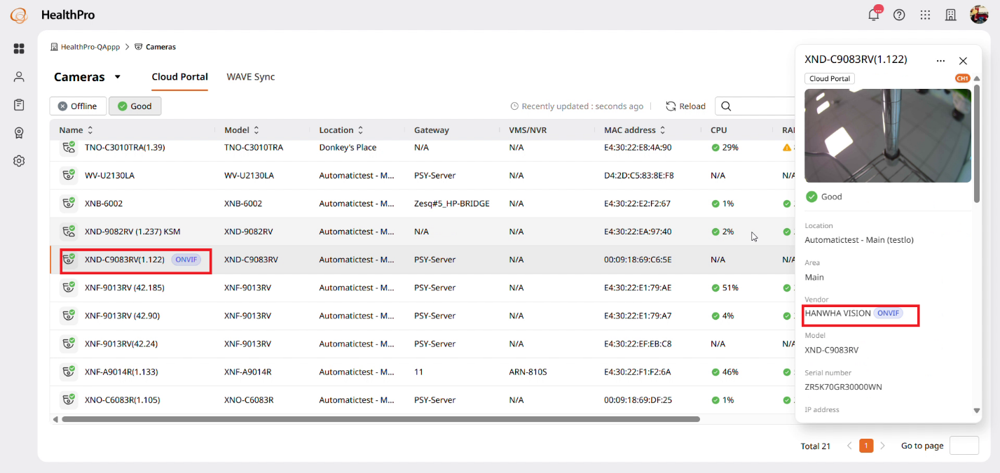 HealthPro
HealthPro-QAppp > Cameras
Cameras Cloud Portal WAVE Sync
Offline Good Recently updated : seconds ago Reload
Name Model Location Gateway VMS/NVR MAC address CPU
TNO-C3010TRA(1.39) TNO-C3010TRA Donkey's Place N/A N/A E4:30:22:E8:4A:90 29%
WV-U2130LA WV-U2130LA Automatictest - M... PSY-Server N/A D4:2D:C5:83:8E:F8 N/A N/A
XNB-6002 XNB-6002 Automatictest - M... Zesq#5_HP-BRIDGE N/A E4:30:22:E2:F2:67 1%
XND-9082RV (1.237) KSM XND-9082RV Automatictest - M... N/A N/A E4:30:22:EA:97:40 2%
XND-C9083RV(1.122) ONVIF XND-C9083RV Automatictest - M... PSY-Server N/A 00:09:18:69:C6:5E N/A N/A
XNF-9013RV (42.185) XNF-9013RV Automatictest - M... PSY-Server N/A E4:30:22:E1:79:AE 51%
XNF-9013RV (42.90) XNF-9013RV Automatictest - M... PSY-Server N/A E4:30:22:E1:79:A7 4%
XNF-9013RV(42.24) XNF-9013RV Automatictest - M... PSY-Server N/A E4:30:22:EF:EB:C8 N/A N/A
XNF-A9014R(1.133) XNF-A9014R Automatictest - M... 11 ARN-810S E4:30:22:F1:F2:6A 46%
XNO-C6083R(1.105) XNO-C6083R Automatictest - M... PSY-Server N/A 00:09:18:69:DF:25 1%
Total 21 < 1 > Go to page
XND-C9083RV(1.122) ...
Cloud Portal CH1
Good
Location
Automatictest - Main (testlo)
Area
Main
Vendor
HANWHA VISION ONVIF
Model
XND-C9083RV
Serial number
ZR5K70GR30000WN
IP address